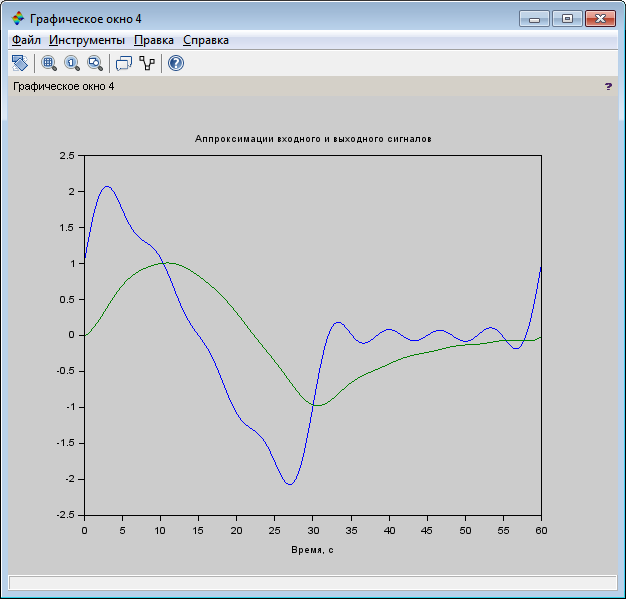 Графическое окно 4
Файл Инструменты Правка Справка
Графическое окно 4 ?
Аппроксимации входного и выходного сигналов
2.5
2
1.5
1
0.5
0
-0.5
-1
-1.5
-2
-2.5
0 5 10 15 20 25 30 35 40 45 50 55 60
Время, с